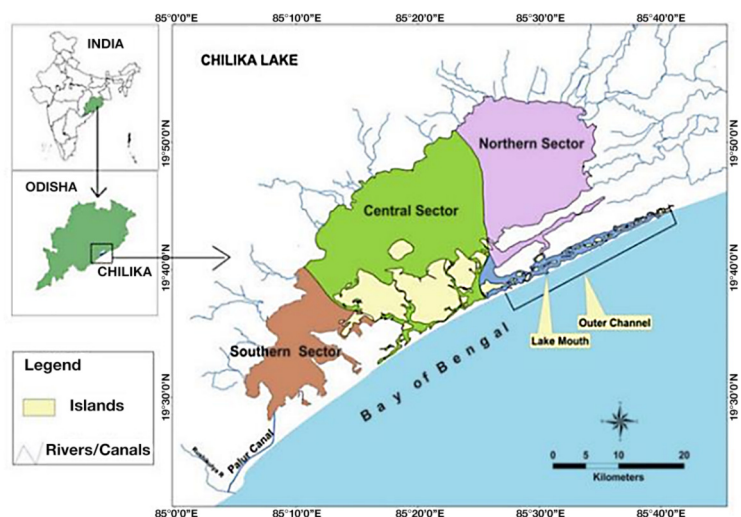 85°0'0"E
85°10'0"E
85°20'0"E
85°30'0"E
85°40'0"E
INDIA
CHILIKA LAKE
ODISHA
CHILIKA
Northern Sector
Central Sector
Southern Sector
Outer Channel
Lake Mouth
Bay of Bengal
Palur Canal
Rushikulya R
Legend
Islands
Rivers/Canals
0 5 10 20
Kilometers
19°50'0"N
19°40'0"N
19°30'0"N
19°50'0"N
19°40'0"N
19°30'0"N
85°0'0"E
85°10'0"E
85°20'0"E
85°30'0"E
85°40'0"E